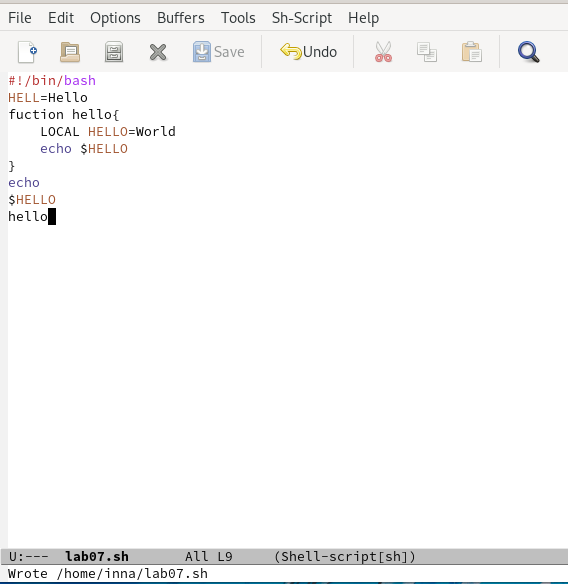 File Edit Options Buffers Tools Sh-Script Help
Save Undo
#!/bin/bash
HELL=Hello
fuction hello{
    LOCAL HELLO=World
    echo $HELLO
}
echo
$HELLO
hello
U:--- lab07.sh All L9 (Shell-script[sh])
Wrote /home/inna/lab07.sh